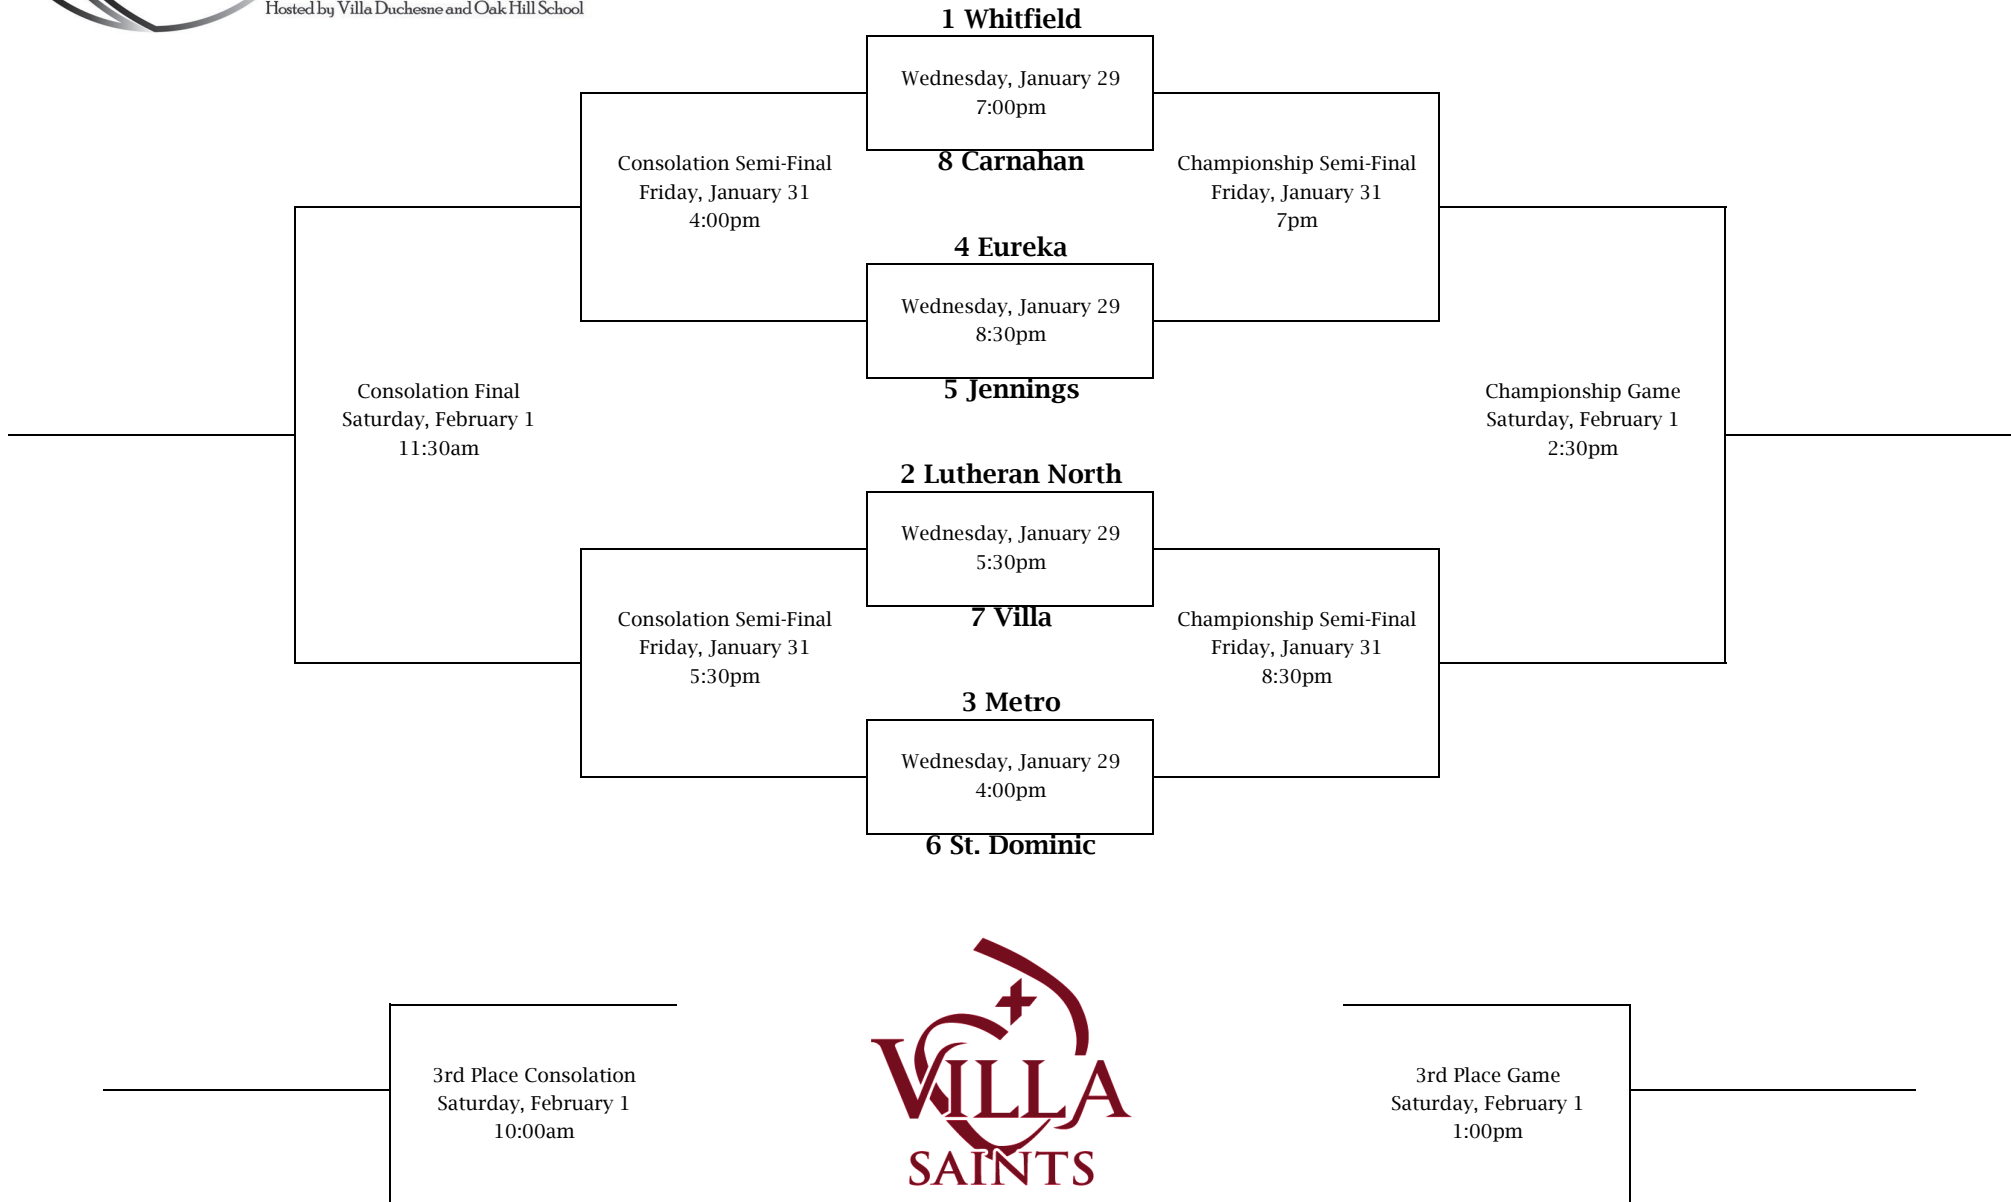 Hosted by Villa Duchesne and Oak Hill School
1 Whitfield
Wednesday, January 29
7:00pm
8 Carnahan
Consolation Semi-Final
Friday, January 31
4:00pm
Championship Semi-Final
Friday, January 31
7pm
4 Eureka
Wednesday, January 29
8:30pm
5 Jennings
Consolation Final
Saturday, February 1
11:30am
Championship Game
Saturday, February 1
2:30pm
2 Lutheran North
Wednesday, January 29
5:30pm
7 Villa
Consolation Semi-Final
Friday, January 31
5:30pm
Championship Semi-Final
Friday, January 31
8:30pm
3 Metro
Wednesday, January 29
4:00pm
6 St. Dominic
3rd Place Consolation
Saturday, February 1
10:00am
VILLA
SAINTS
3rd Place Game
Saturday, February 1
1:00pm